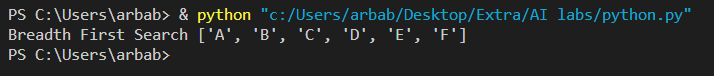 PS C:\Users\arbab> & python "c:/Users/arbab/Desktop/Extra/AI labs/python.py"
Breadth First Search ['A', 'B', 'C', 'D', 'E', 'F']
PS C:\Users\arbab>